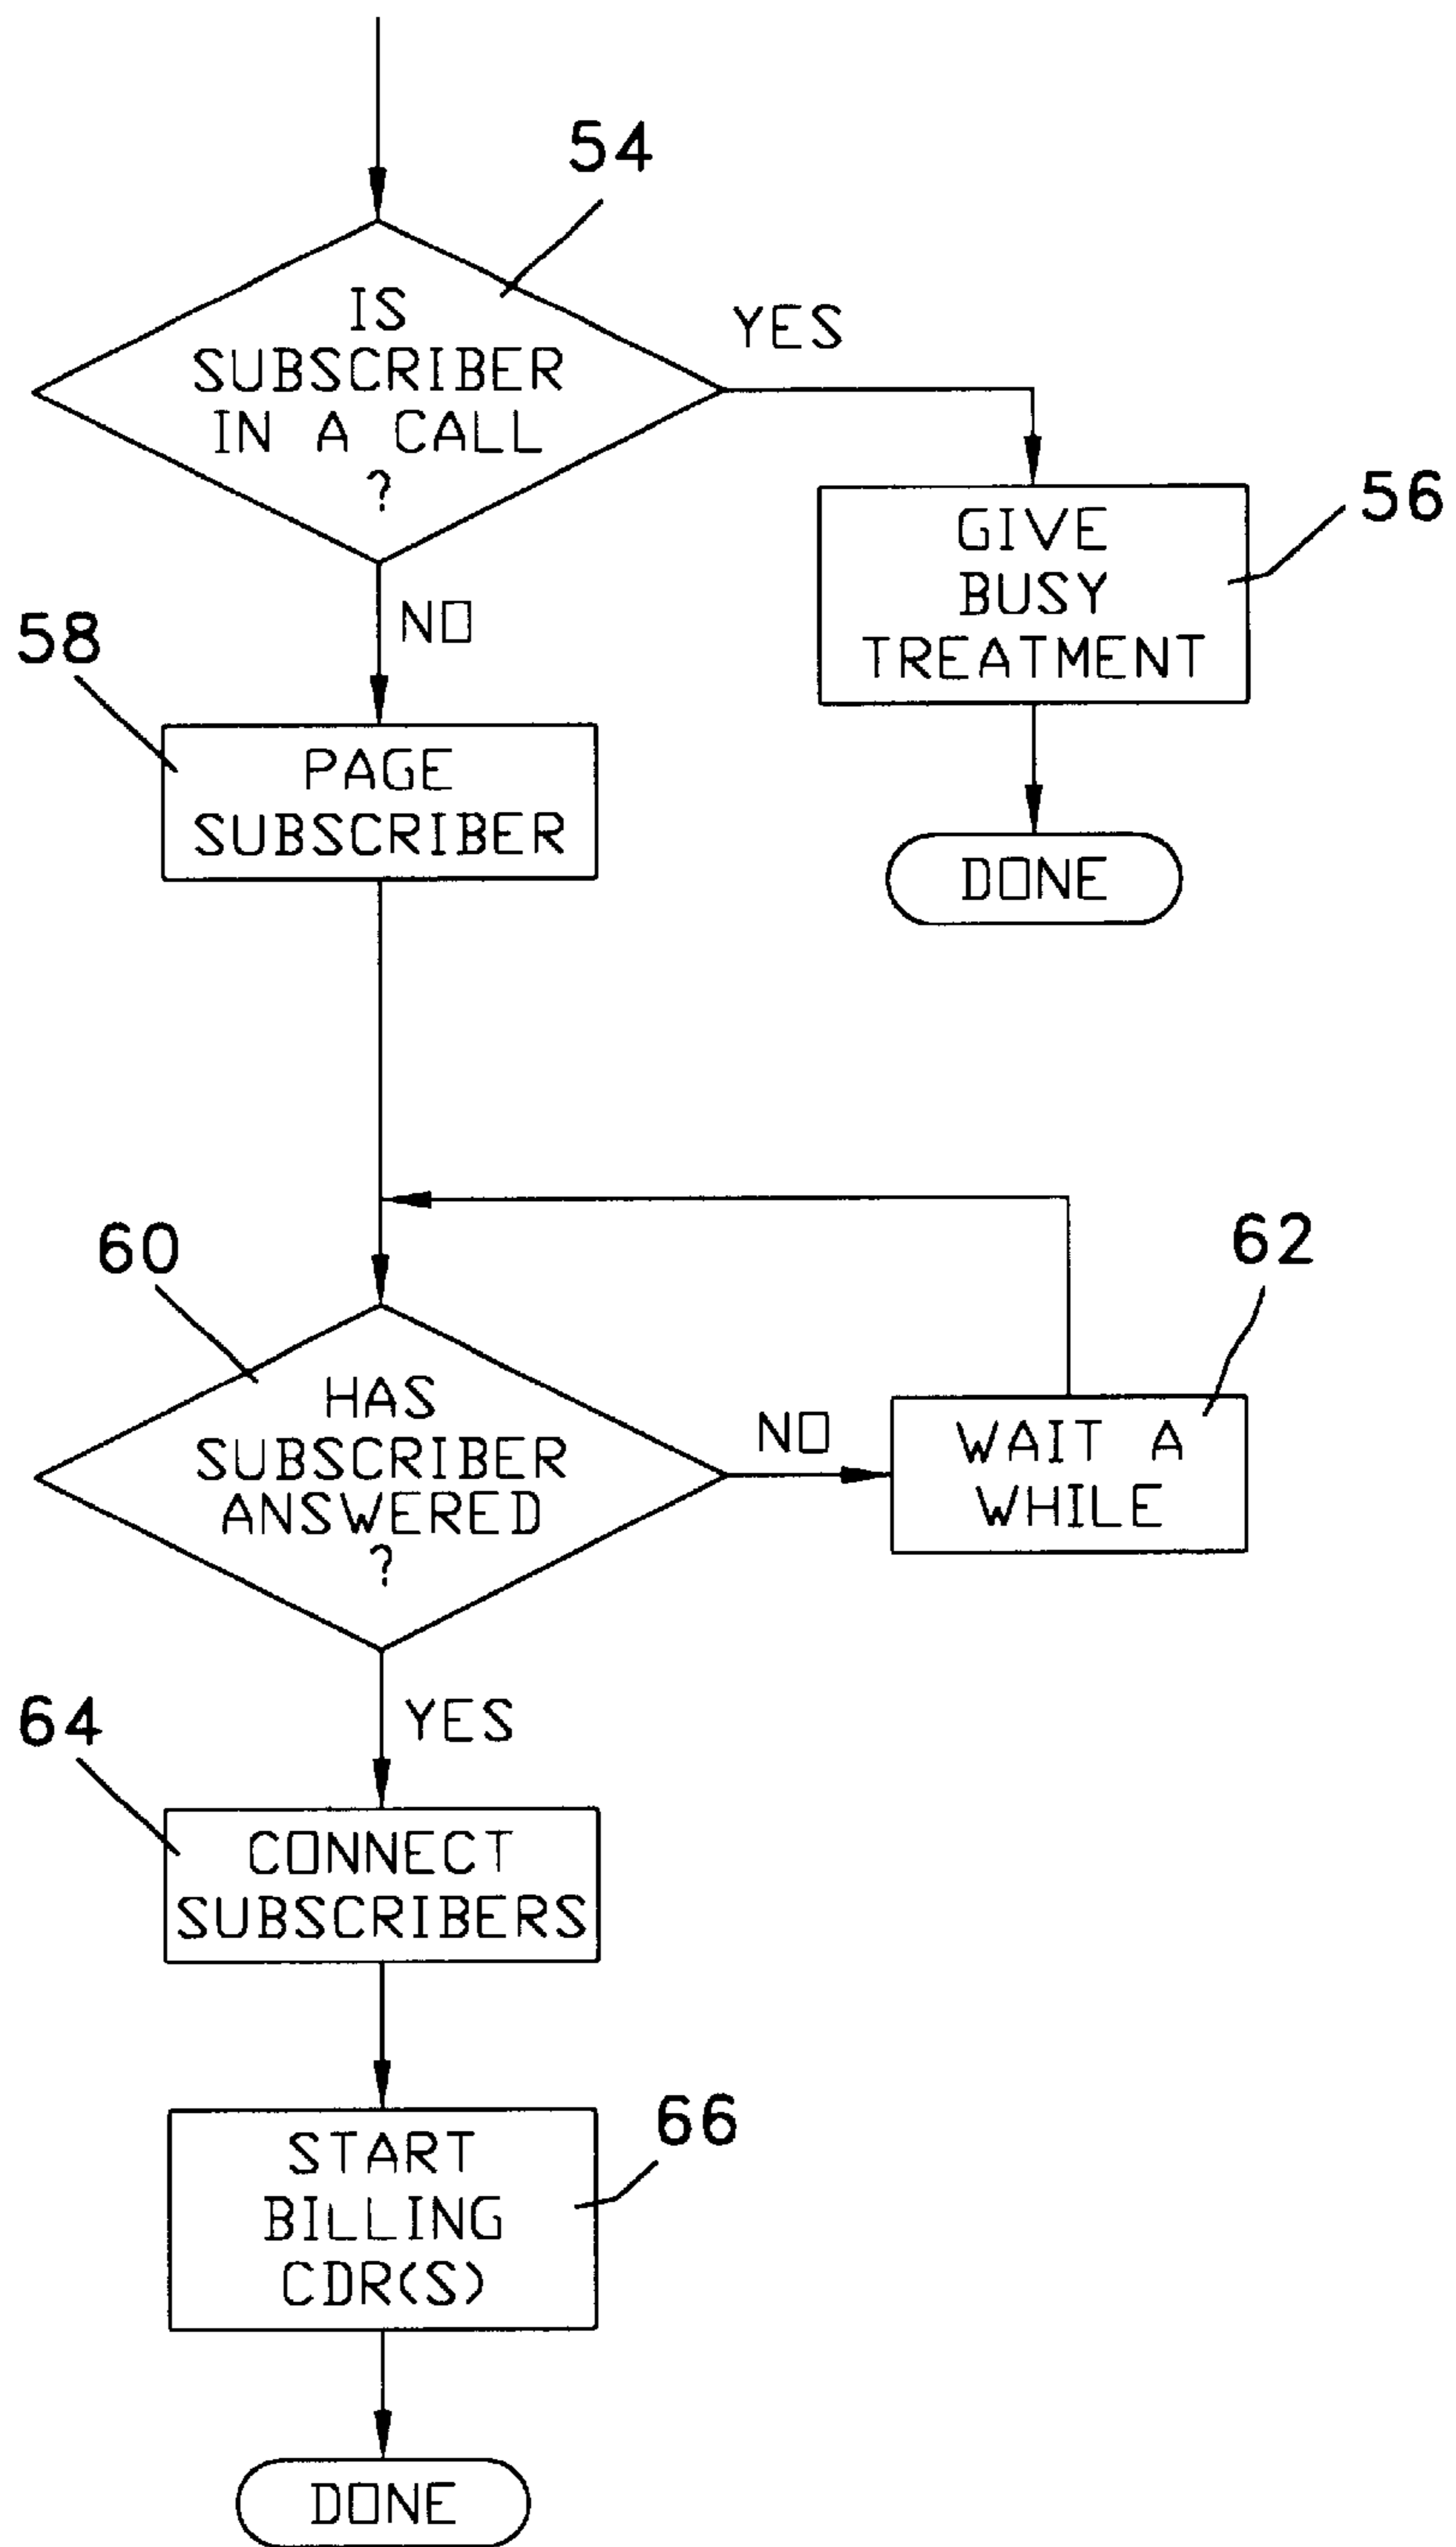 54
IS
SUBSCRIBER
IN A CALL
?
YES
GIVE
BUSY
TREATMENT
56
DONE
NO
58
PAGE
SUBSCRIBER
60
HAS
SUBSCRIBER
ANSWERED
?
NO
62
WAIT A
WHILE
YES
64
CONNECT
SUBSCRIBERS
66
START
BILLING
CDR(S)
DONE